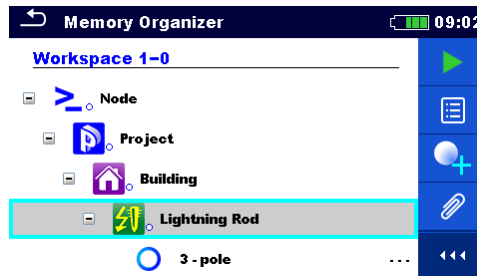 Memory Organizer 09:02
Workspace 1-0
Node
Project
Building
Lightning Rod
3 - pole ...